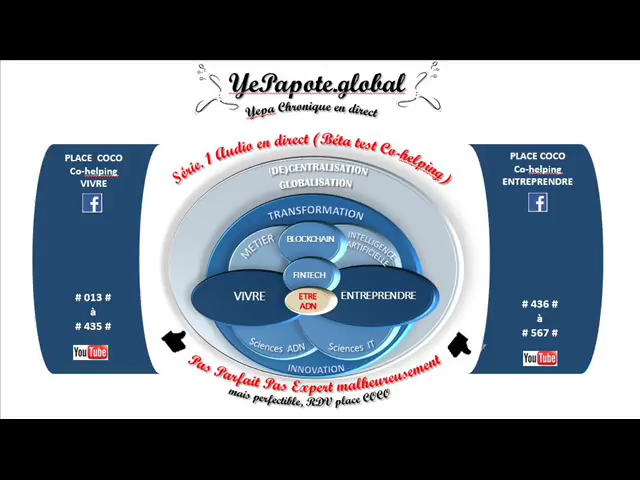 YePapote.global
Yepa Chronique en direct
Série.1 Audio en direct (Béta test Co-helping)
PLACE COCO
Co-helping
VIVRE
f
# 013 #
à
# 435 #
YouTube
(DE)CENTRALISATION
GLOBALISATION
TRANSFORMATION
METIER
BLOCKCHAIN
INTELLIGENCE
ARTIFICIELLE
FINTECH
VIVRE
ETRE
ADN
ENTREPRENDRE
Sciences ADN
Sciences IT
INNOVATION
PLACE COCO
Co-helping
ENTREPRENDRE
f
# 436 #
à
# 567 #
YouTube
Pas Parfait Pas Expert malheureusement
mais perfectible, RDV place COCO